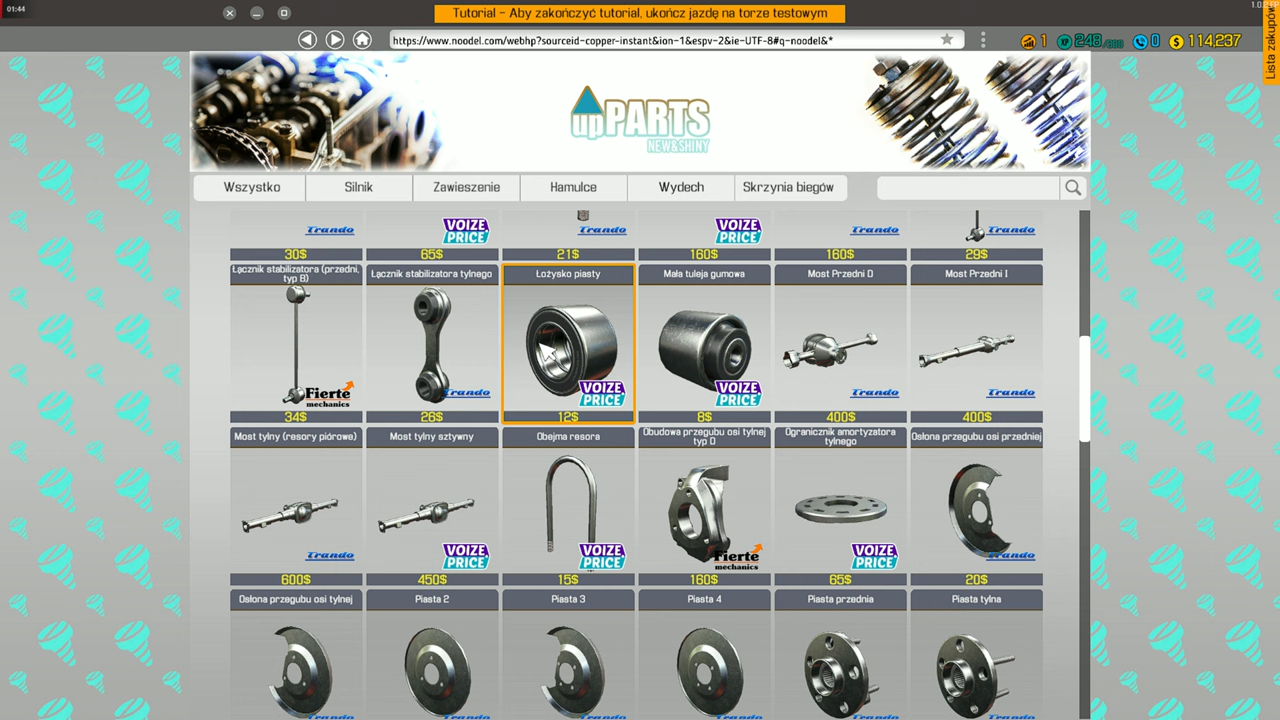 01:44
Tutorial - Aby zakończyć tutorial, ukończ jazdę na torze testowym
https://www.noodel.com/webhp?sourceid-copper-instant&ion-1&espv-2&ie-UTF-8#q-noodel&*
1
248
0
114,237
Lista zakupów
upPARTS
NEW&SHINY
Wszystko Silnik Zawieszenie Hamulce Wydech Skrzynia biegów
Trando VOIZE PRICE Trando VOIZE PRICE Trando Trando
30$ 65$ 21$ 160$ 160$ 29$
Łącznik stabilizatora (przedni, typ B) Łącznik stabilizatora tylnego Łożysko piasty Mała tuleja gumowa Most Przedni D Most Przedni I
Fierte mechanics Trando VOIZE PRICE VOIZE PRICE Trando Trando
34$ 26$ 12$ 8$ 400$ 400$
Most tylny (resory piórowe) Most tylny sztywny Obejma resora Obudowa przegubu osi tylnej typ D Ogranicznik amortyzatora tylnego Osłona przegubu osi przedniej
Trando VOIZE PRICE VOIZE PRICE Fierte mechanics VOIZE PRICE Trando
600$ 450$ 15$ 160$ 65$ 20$
Osłona przegubu osi tylnej Piasta 2 Piasta 3 Piasta 4 Piasta przednia Piasta tylna
Trando Trando Trando Trando Trando Trando